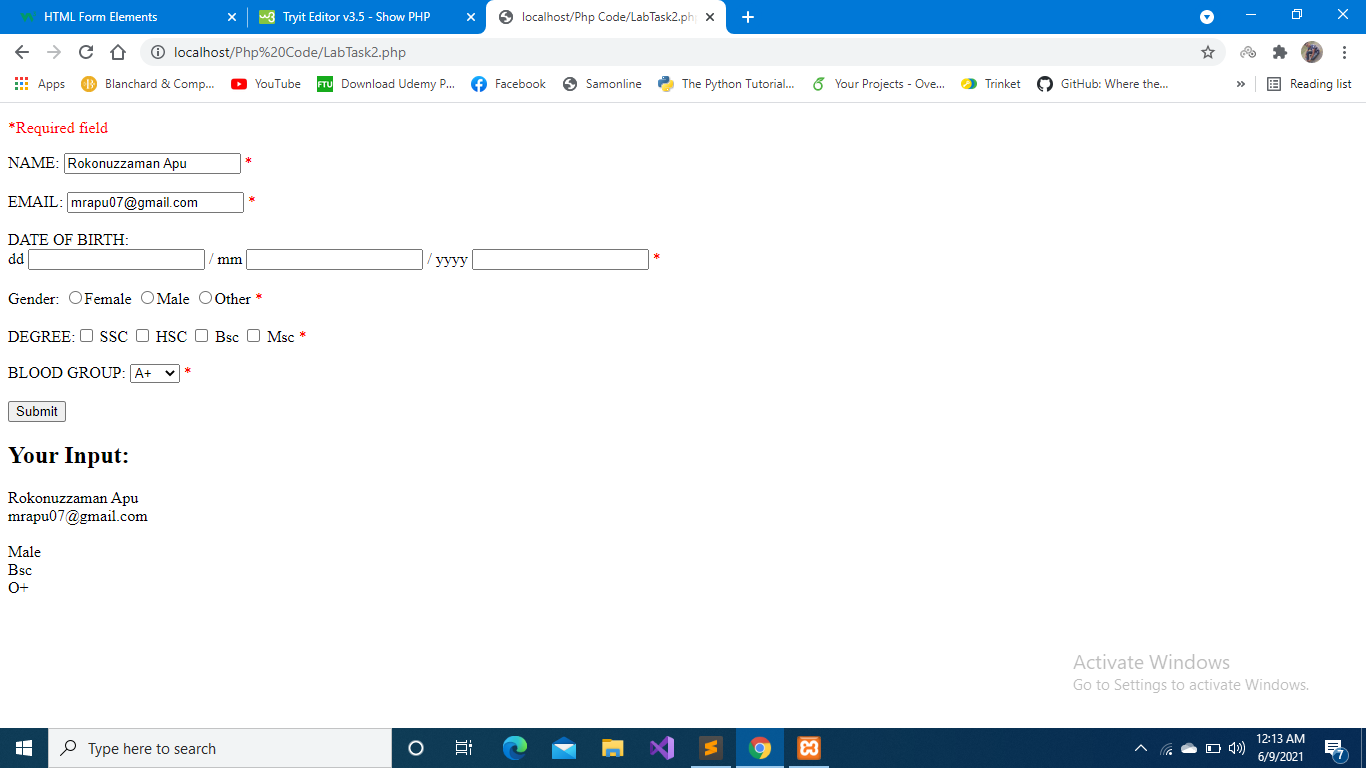 HTML Form Elements
Tryit Editor v3.5 - Show PHP
localhost/Php Code/LabTask2.php
localhost/Php%20Code/LabTask2.php
Apps
Blanchard & Comp...
YouTube
FTU Download Udemy P...
Facebook
Samonline
The Python Tutorial...
Your Projects - Ove...
Trinket
GitHub: Where the...
»
Reading list
*Required field
NAME: Rokonuzzaman Apu *
EMAIL: mrapu07@gmail.com *
DATE OF BIRTH:
dd / mm / yyyy *
Gender: Female Male Other *
DEGREE: SSC HSC Bsc Msc *
BLOOD GROUP: A+ *
Submit
Your Input:
Rokonuzzaman Apu
mrapu07@gmail.com
Male
Bsc
O+
Activate Windows
Go to Settings to activate Windows.
Type here to search
12:13 AM
6/9/2021
7